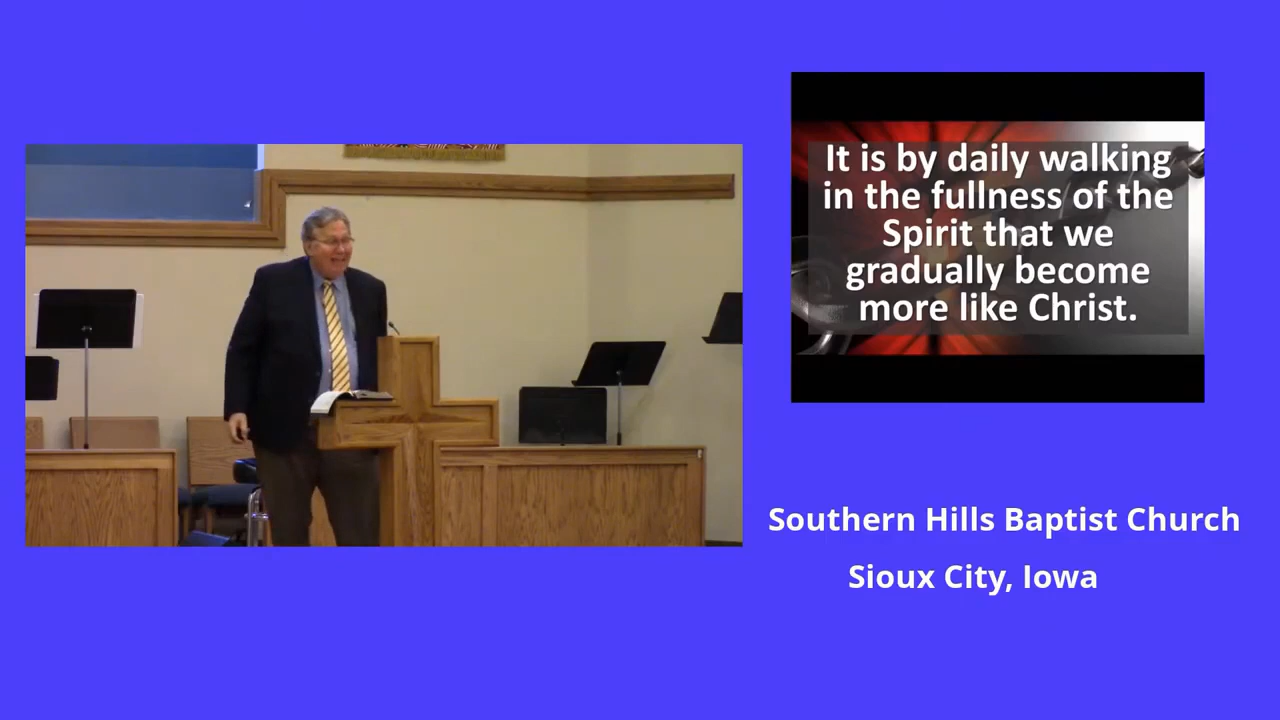 It is by daily walking
in the fullness of the
Spirit that we
gradually become
more like Christ.
Southern Hills Baptist Church
Sioux City, Iowa